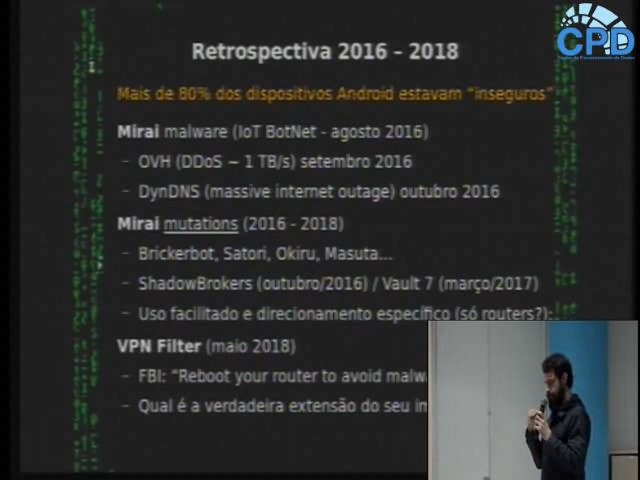 CPD
Retrospectiva 2016 – 2018
Mais de 80% dos dispositivos Android estavam “inseguros”
Mirai malware (IoT BotNet - agosto 2016)
– OVH (DDoS ~ 1 TB/s) setembro 2016
– DynDNS (massive internet outage) outubro 2016
Mirai mutations (2016 - 2018)
– Brickerbot, Satori, Okiru, Masuta...
– ShadowBrokers (outubro/2016) / Vault 7 (março/2017)
– Uso facilitado e direcionamento específico (só routers?):
VPN Filter (maio 2018)
– FBI: “Reboot your router to avoid malw
– Qual é a verdadeira extensão do seu im